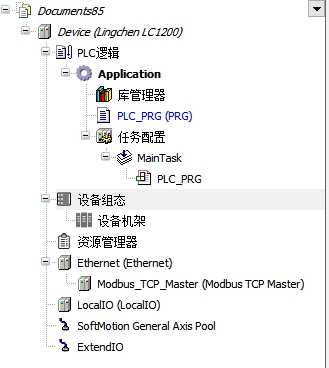 Documents85
Device (Lingchen LC1200)
PLC逻辑
Application
库管理器
PLC_PRG (PRG)
任务配置
MainTask
PLC_PRG
设备组态
设备机架
资源管理器
Ethernet (Ethernet)
Modbus_TCP_Master (Modbus TCP Master)
LocalIO (LocalIO)
SoftMotion General Axis Pool
ExtendIO